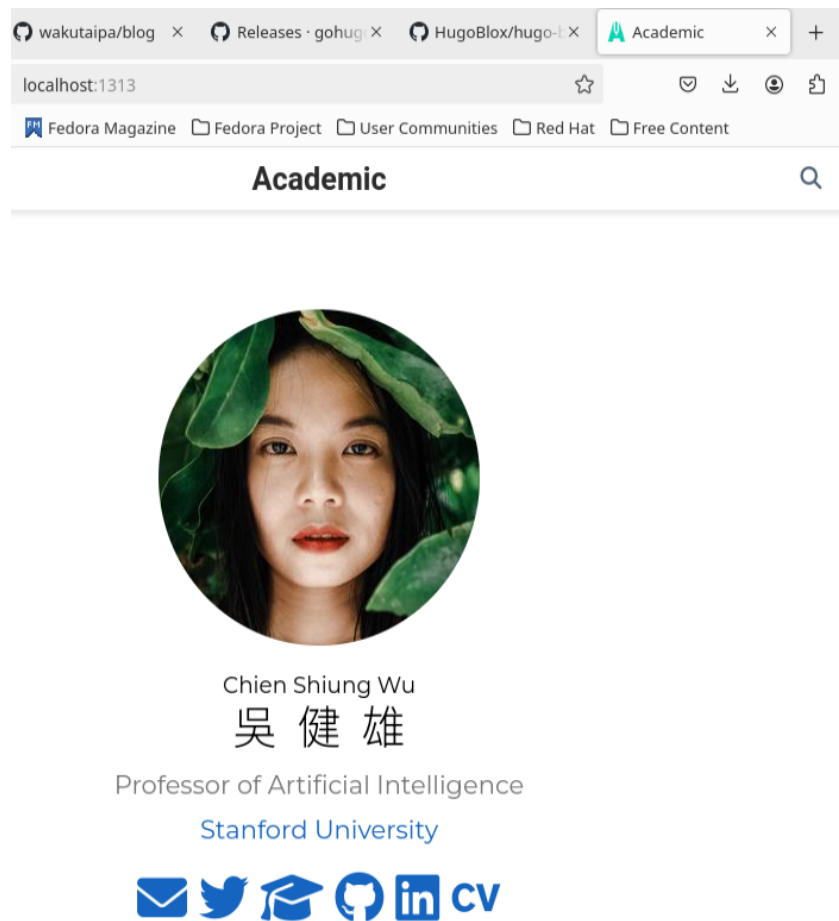 wakutaipa/blog
Releases · gohug
HugoBlox/hugo-b
Academic
localhost:1313
Fedora Magazine
Fedora Project
User Communities
Red Hat
Free Content
Academic
Chien Shiung Wu
吳健雄
Professor of Artificial Intelligence
Stanford University
CV